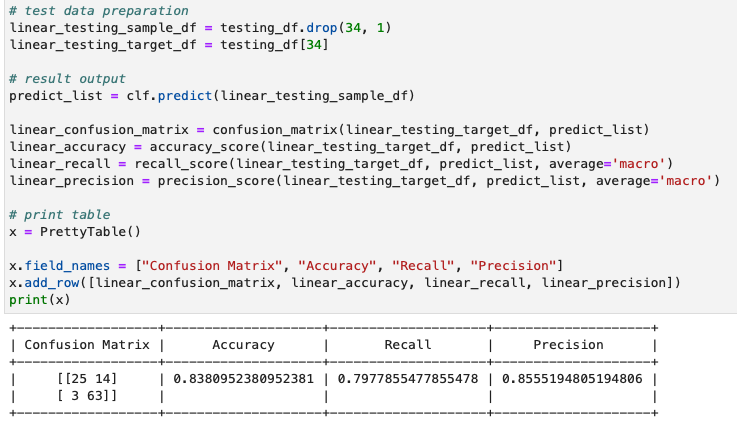 # test data preparation
linear_testing_sample_df = testing_df.drop(34, 1)
linear_testing_target_df = testing_df[34]
# result output
predict_list = clf.predict(linear_testing_sample_df)
linear_confusion_matrix = confusion_matrix(linear_testing_target_df, predict_list)
linear_accuracy = accuracy_score(linear_testing_target_df, predict_list)
linear_recall = recall_score(linear_testing_target_df, predict_list, average='macro')
linear_precision = precision_score(linear_testing_target_df, predict_list, average='macro')
# print table
x = PrettyTable()
x.field_names = ["Confusion Matrix", "Accuracy", "Recall", "Precision"]
x.add_row([linear_confusion_matrix, linear_accuracy, linear_recall, linear_precision])
print(x)
+------------------+--------------------+--------------------+--------------------+
| Confusion Matrix |      Accuracy      |       Recall       |     Precision      |
+------------------+--------------------+--------------------+--------------------+
|     [[25 14]     | 0.8380952380952381 | 0.7977855477855478 | 0.8555194805194806 |
|     [ 3 63]]     |                    |                    |                    |
+------------------+--------------------+--------------------+--------------------+